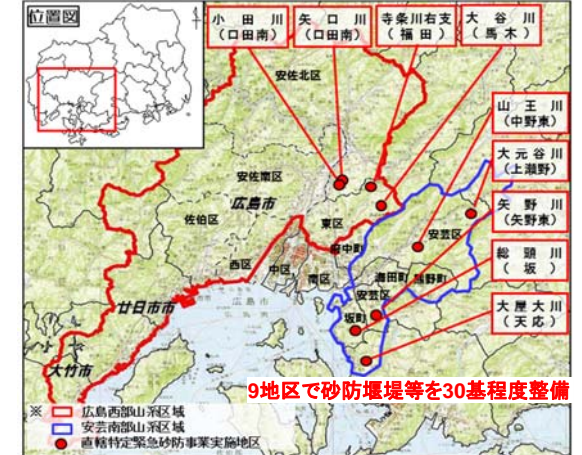 位置図
小田川
(口田南)
矢口川
(口田南)
寺条川右支
(福田)
大谷川
(馬木)
山王川
(中野東)
大元谷川
(上瀬野)
矢野川
(矢野東)
総頭川
(坂)
大屋大川
(天応)
安佐北区
安佐南区
広島市
佐伯区
東区
安芸区
府中町
西区
中区
南区
海田町
熊野町
広島市
安芸区
廿日市市
坂町
大竹市
9地区で砂防堰堤等を30基程度整備
※
広島西部山系区域
安芸南部山系区域
直轄特定緊急砂防事業実施地区